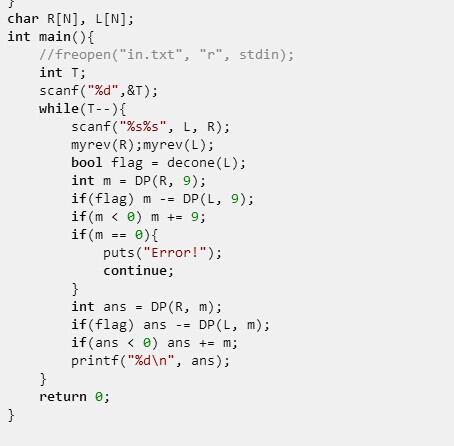 }
char R[N], L[N];
int main(){
    //freopen("in.txt", "r", stdin);
    int T;
    scanf("%d",&T);
    while(T--){
        scanf("%s%s", L, R);
        myrev(R);myrev(L);
        bool flag = decone(L);
        int m = DP(R, 9);
        if(flag) m -= DP(L, 9);
        if(m < 0) m += 9;
        if(m == 0){
            puts("Error!");
            continue;
        }
        int ans = DP(R, m);
        if(flag) ans -= DP(L, m);
        if(ans < 0) ans += m;
        printf("%d\n", ans);
    }
    return 0;
}